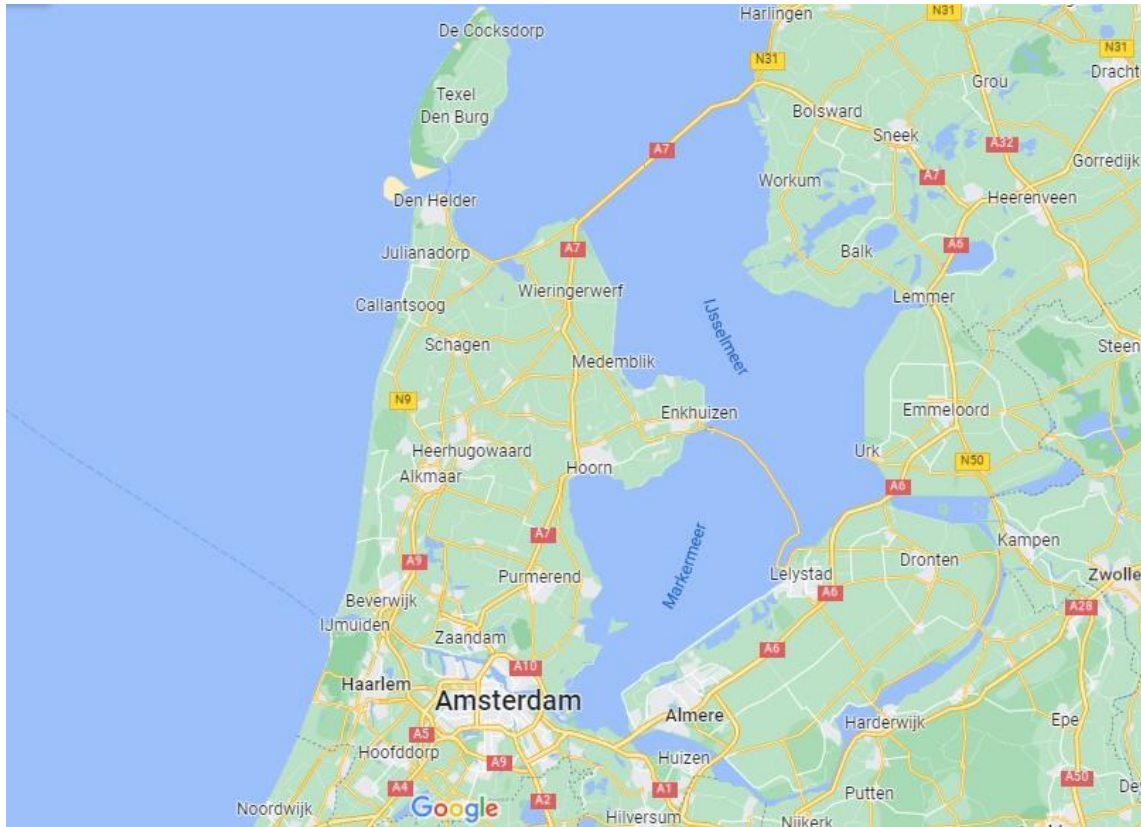 Harlingen
N31
De Cocksdorp
N31
N31
Grou
Texel
Den Burg
Bolsward
Sneek
A32
A7
Gorredijk
Workum
A7
Heerenveen
Den Helder
Julianadorp
A7
Balk
A6
Wieringerwerf
Lemmer
Callantsoog
IJsselmeer
Schagen
Medemblik
N9
Enkhuizen
Emmeloord
Heerhugowaard
Urk
N50
Hoorn
Alkmaar
A6
A7
Kampen
Markermeer
A9
Dronten
Purmerend
Lelystad
Zwolle
A6
Beverwijk
A28
IJmuiden
Zaandam
A6
A10
Haarlem
Amsterdam
Almere
Harderwijk
Epe
A5
Hoofddorp
A9
Huizen
A50
A4
A1
Putten
Noordwijk
Google
A2
Hilversum
Nijkerk